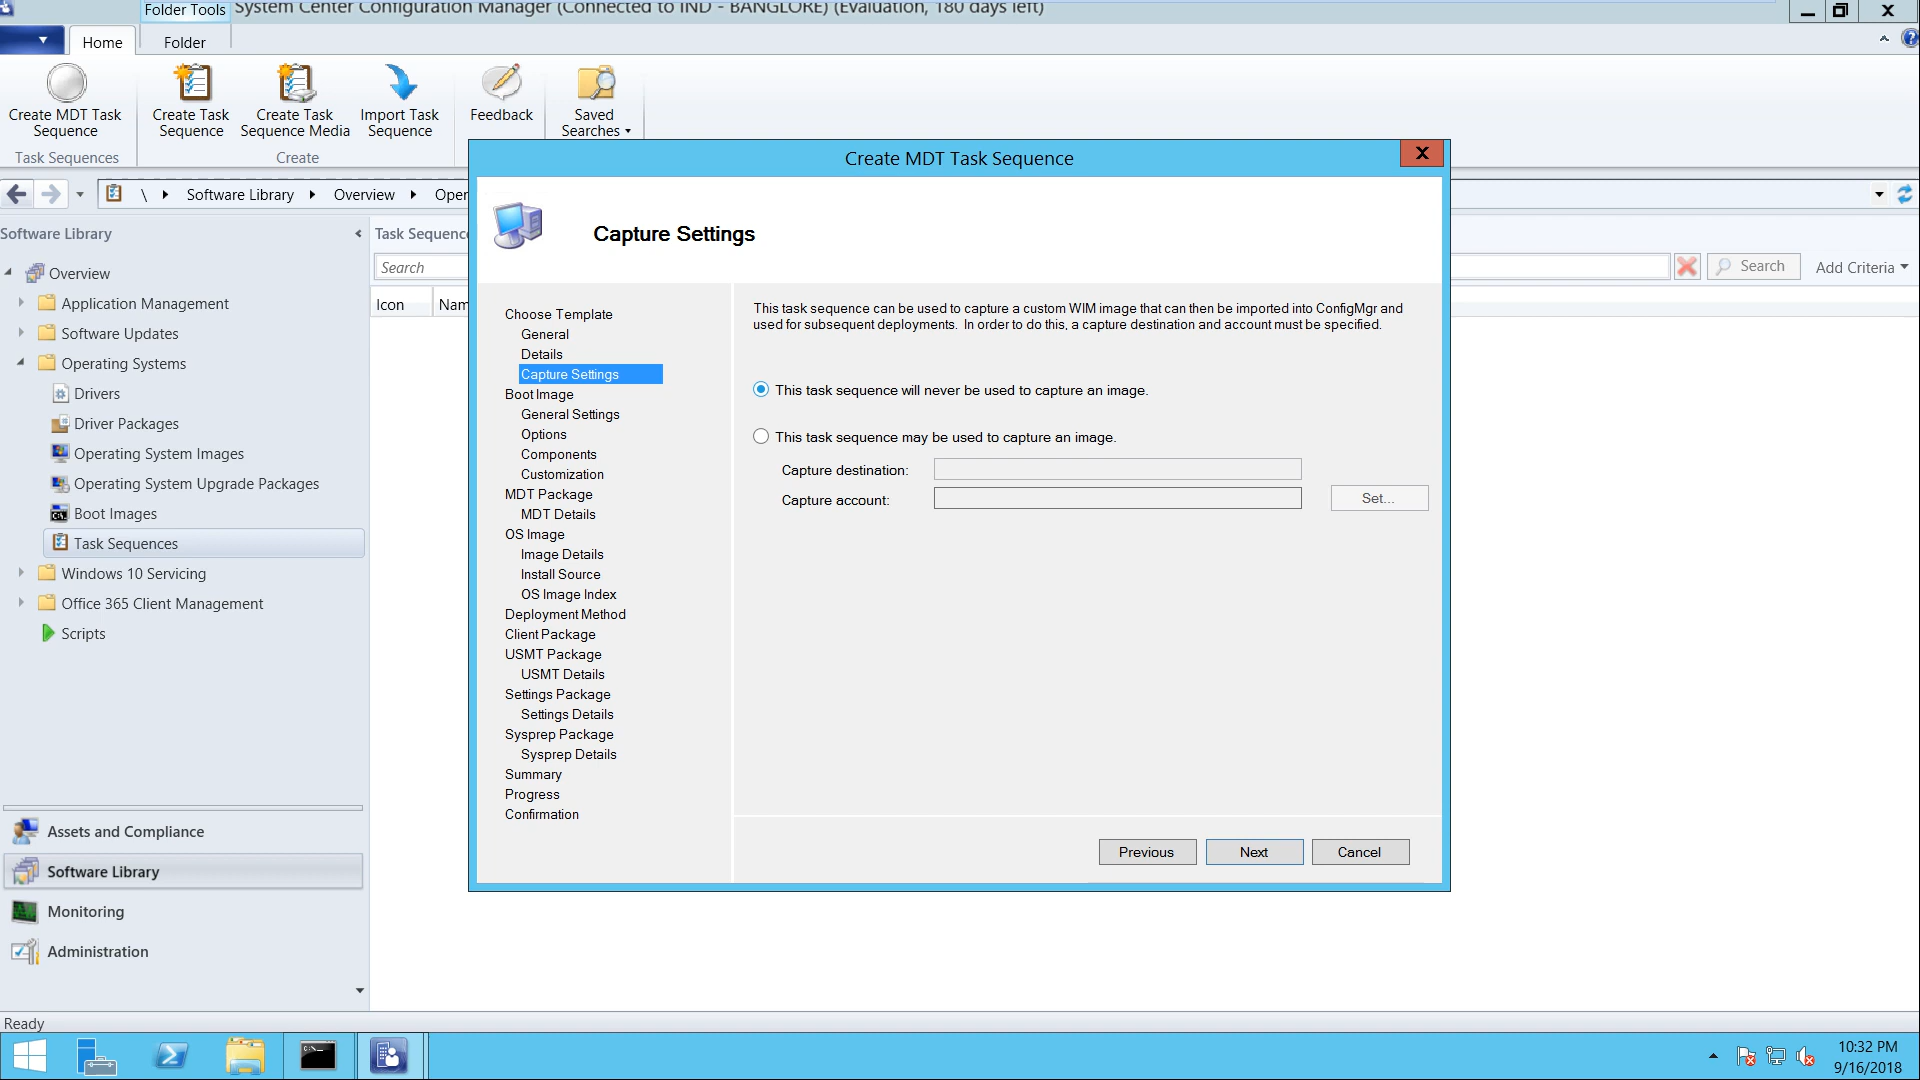 Folder Tools System Center Configuration Manager (Connected to IND - BANGLORE) (Evaluation, 180 days left)
Home Folder
Create MDT Task Sequence
Create Task Sequence
Create Task Sequence Media
Import Task Sequence
Feedback
Saved Searches
Task Sequences
Create
\ Software Library Overview Oper
Software Library
Overview
Application Management
Software Updates
Operating Systems
Drivers
Driver Packages
Operating System Images
Operating System Upgrade Packages
Boot Images
Task Sequences
Windows 10 Servicing
Office 365 Client Management
Scripts
Assets and Compliance
Software Library
Monitoring
Administration
Task Sequenc
Search
Search
Add Criteria
Icon Nam
Create MDT Task Sequence
X
Capture Settings
Choose Template
General
Details
Capture Settings
Boot Image
General Settings
Options
Components
Customization
MDT Package
MDT Details
OS Image
Image Details
Install Source
OS Image Index
Deployment Method
Client Package
USMT Package
USMT Details
Settings Package
Settings Details
Sysprep Package
Sysprep Details
Summary
Progress
Confirmation
This task sequence can be used to capture a custom WIM image that can then be imported into ConfigMgr and
used for subsequent deployments. In order to do this, a capture destination and account must be specified.
This task sequence will never be used to capture an image.
This task sequence may be used to capture an image.
Capture destination:
Capture account:
Set...
Previous Next Cancel
Ready
10:32 PM
9/16/2018